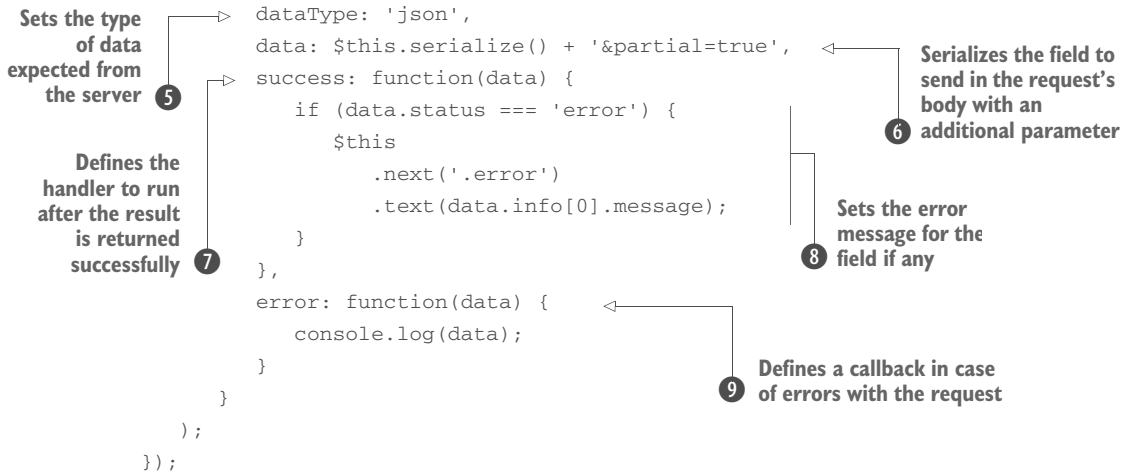 Sets the type
of data
expected from
the server 5
dataType: 'json',
data: $this.serialize() + '&partial=true',
Serializes the field to
send in the request's
body with an
6 additional parameter
success: function(data) {
if (data.status === 'error') {
$this
.next('.error')
.text(data.info[0].message);
}
},
Defines the
handler to run
after the result
is returned
successfully 7
Sets the error
message for the
8 field if any
error: function(data) {
console.log(data);
}
Defines a callback in case
9 of errors with the request
}
);
});